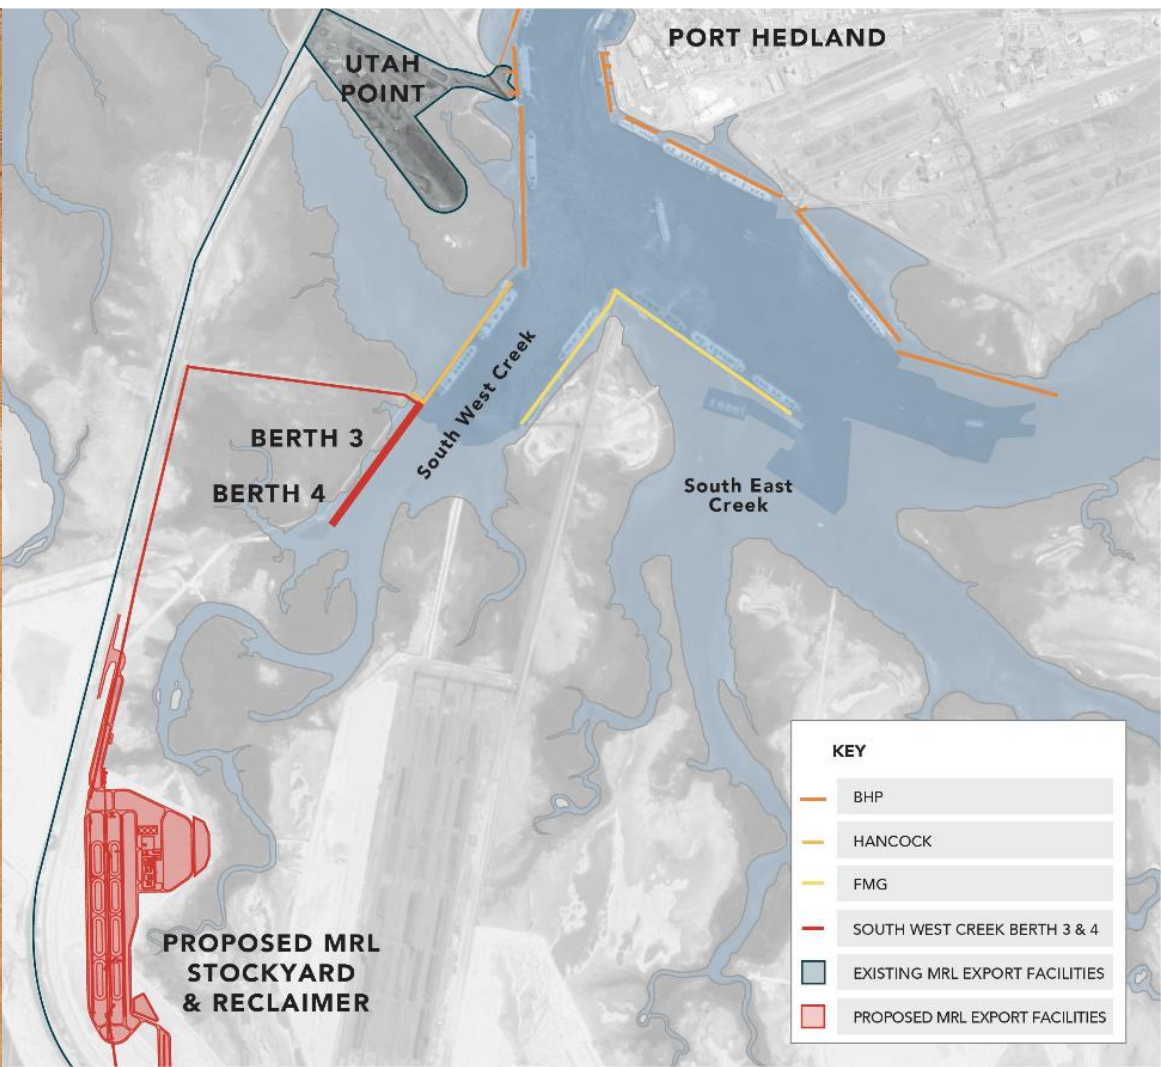 PORT HEDLAND
UTAH
POINT
South West Creek
BERTH 3
BERTH 4
South East
Creek
PROPOSED MRL
STOCKYARD
& RECLAIMER
KEY
BHP
HANCOCK
FMG
SOUTH WEST CREEK BERTH 3 & 4
EXISTING MRL EXPORT FACILITIES
PROPOSED MRL EXPORT FACILITIES